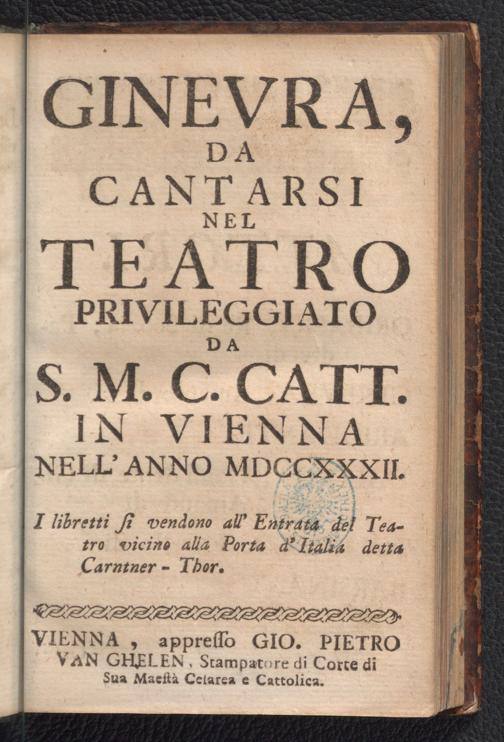 GINEVRA,
DA
CANTARSI
NEL
TEATRO
PRIVILEGGIATO
DA
S. M. C. CATT.
IN VIENNA
NELL' ANNO MDCCXXXII.
I libretti ſi vendono all' Entrata del Tea-
tro vicino alla Porta d' Italia detta
Carntner - Thor.
VIENNA, appreſſo GIO. PIETRO
VAN GHELEN, Stampatore di Corte di
Sua Maeſtà Ceſarea e Cattolica.